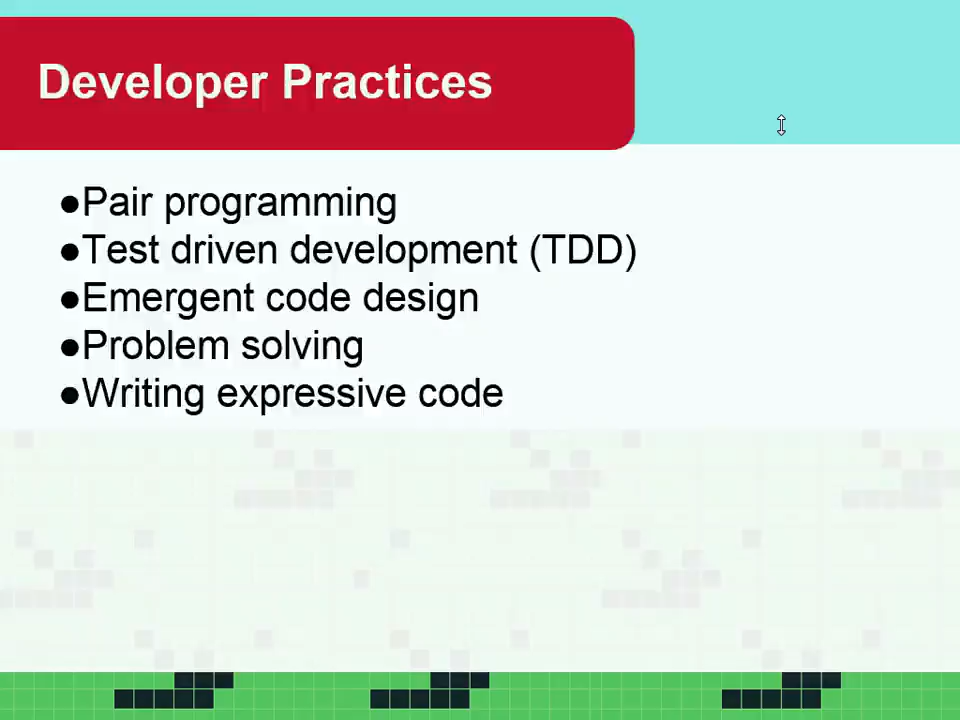 Developer Practices
●Pair programming
●Test driven development (TDD)
●Emergent code design
●Problem solving
●Writing expressive code